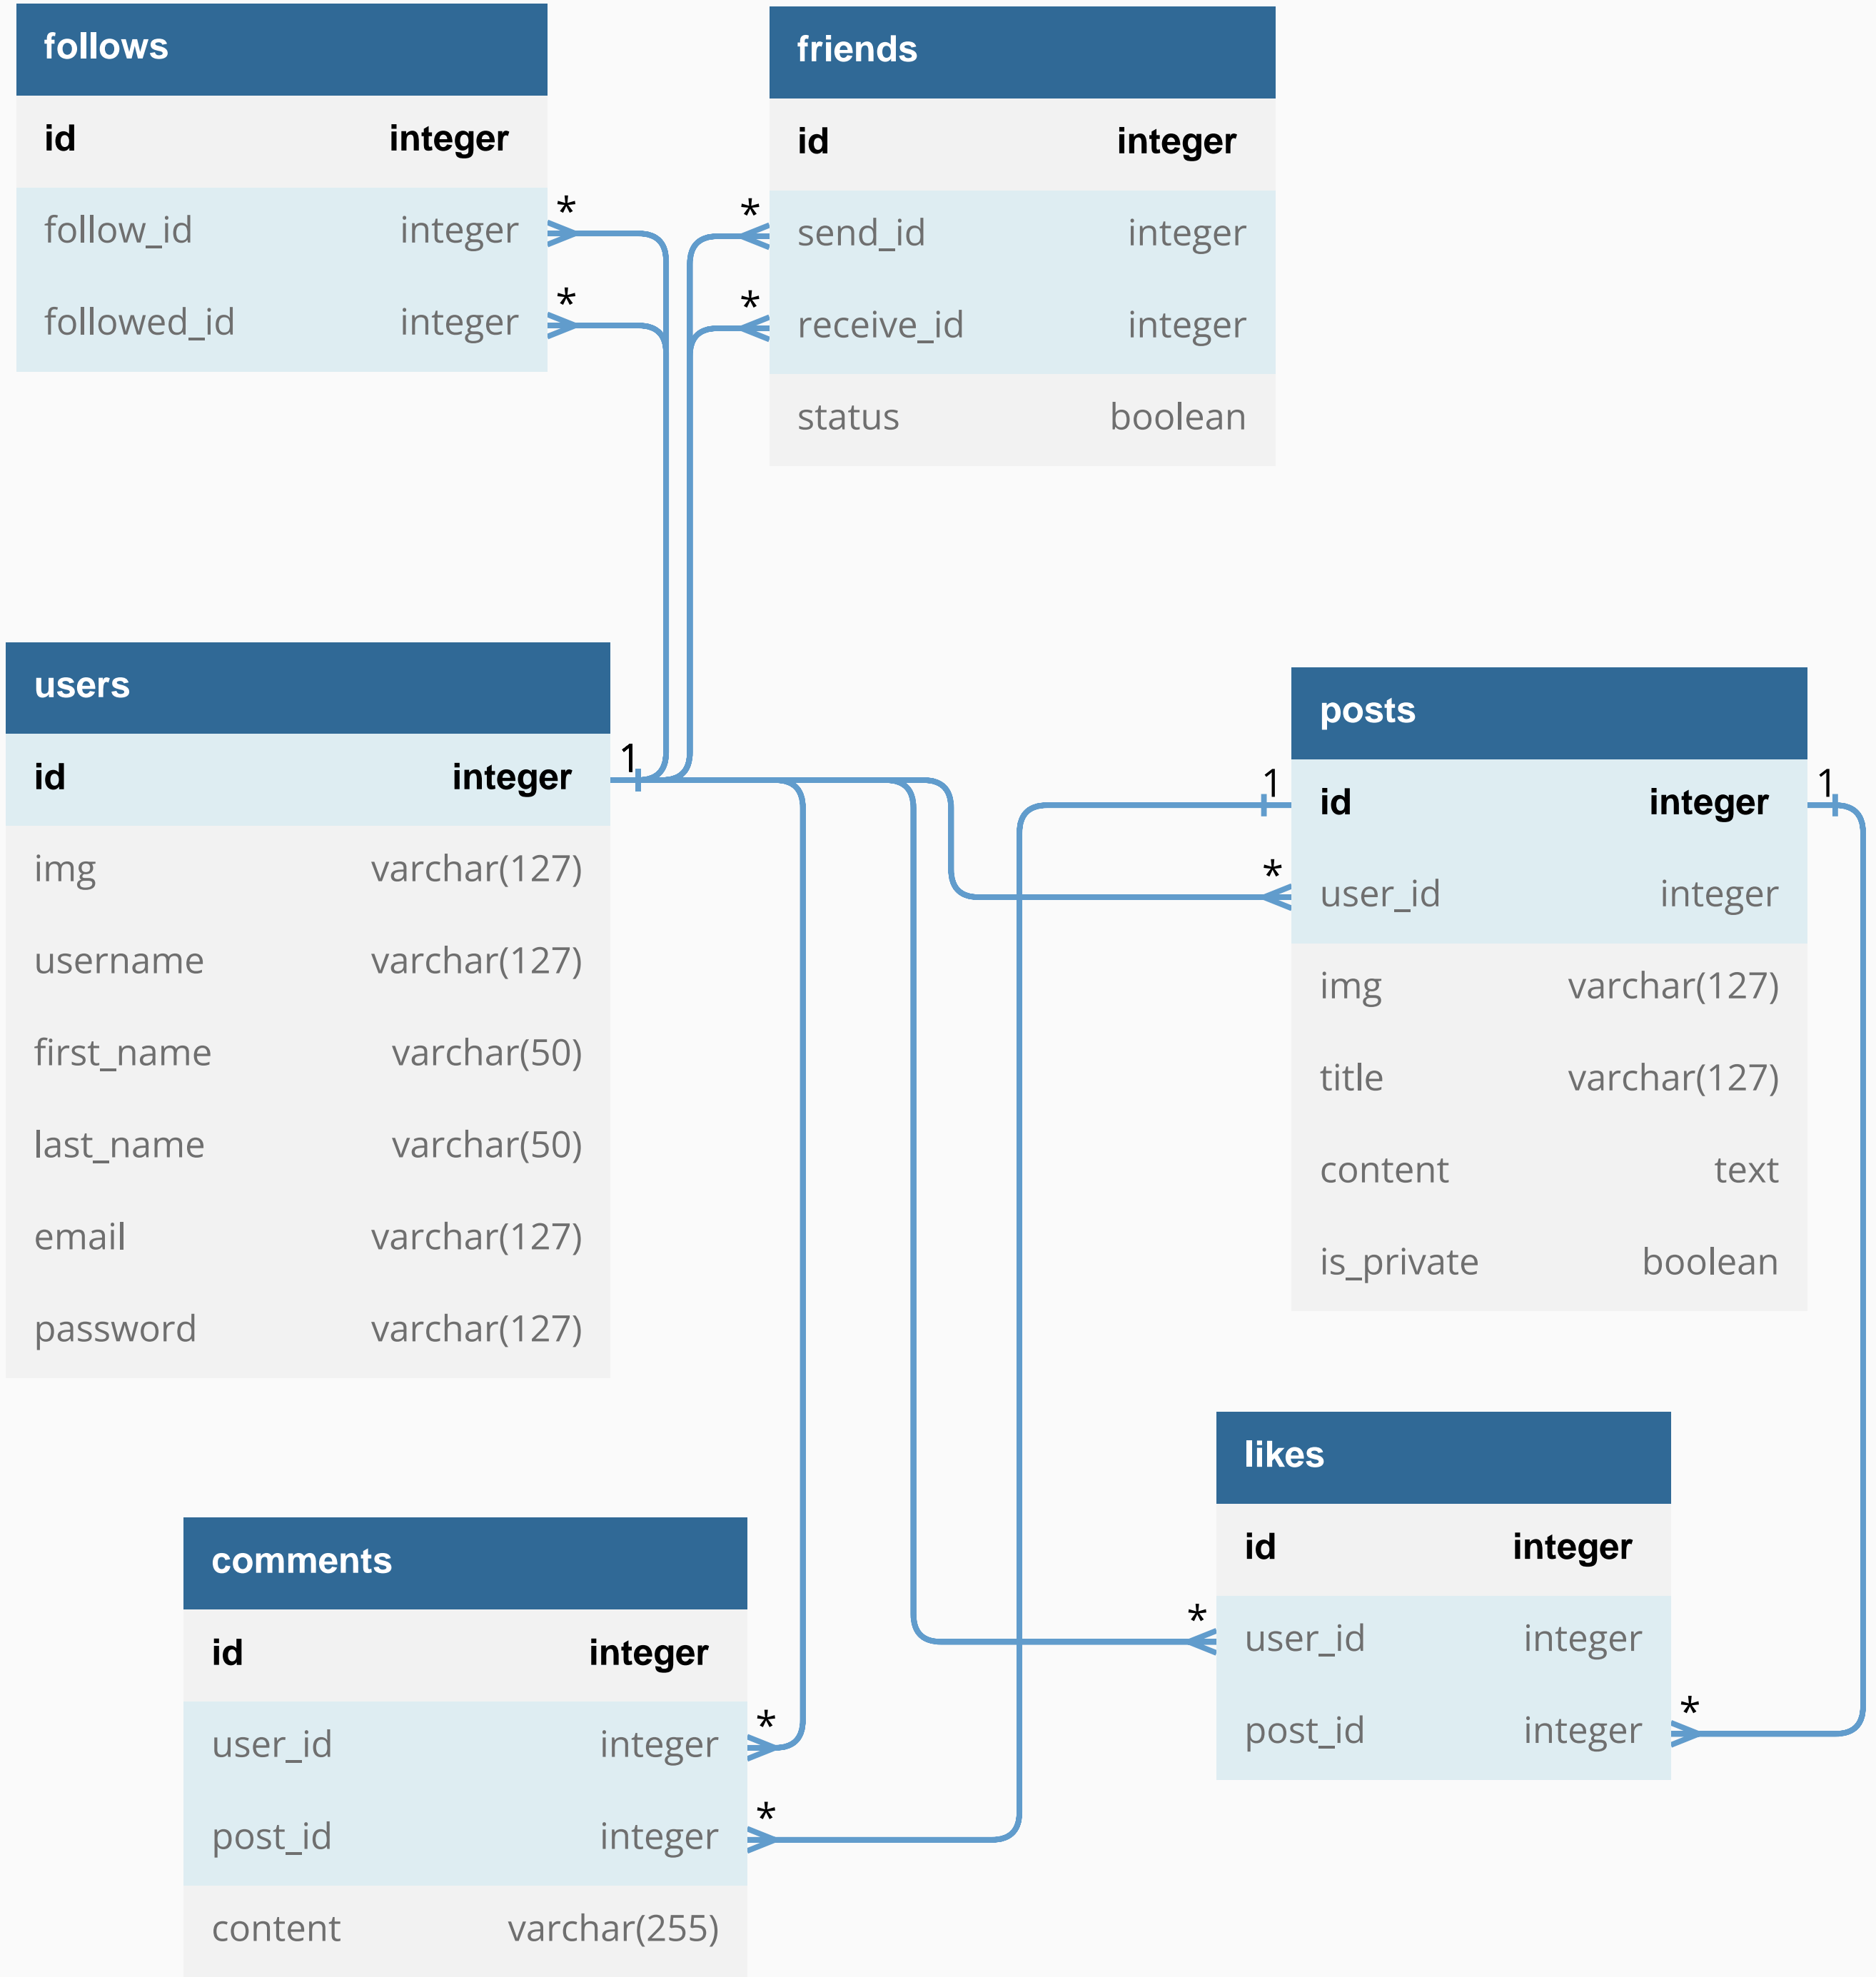 follows
id integer
follow_id integer *
followed_id integer *
friends
id integer
* send_id integer
* receive_id integer
status boolean
users
id integer 1
img varchar(127)
username varchar(127)
first_name varchar(50)
last_name varchar(50)
email varchar(127)
password varchar(127)
posts
1 id integer 1
* user_id integer
img varchar(127)
title varchar(127)
content text
is_private boolean
likes
id integer
* user_id integer
post_id integer *
comments
id integer
user_id integer *
post_id integer *
content varchar(255)